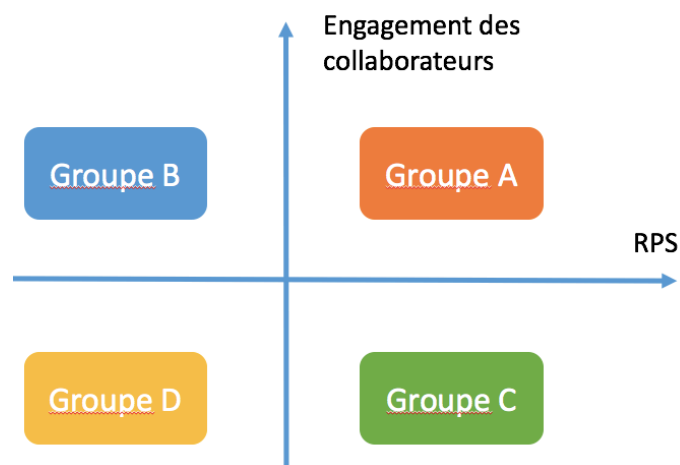 Engagement des
collaborateurs
Groupe B
Groupe A
RPS
Groupe D
Groupe C